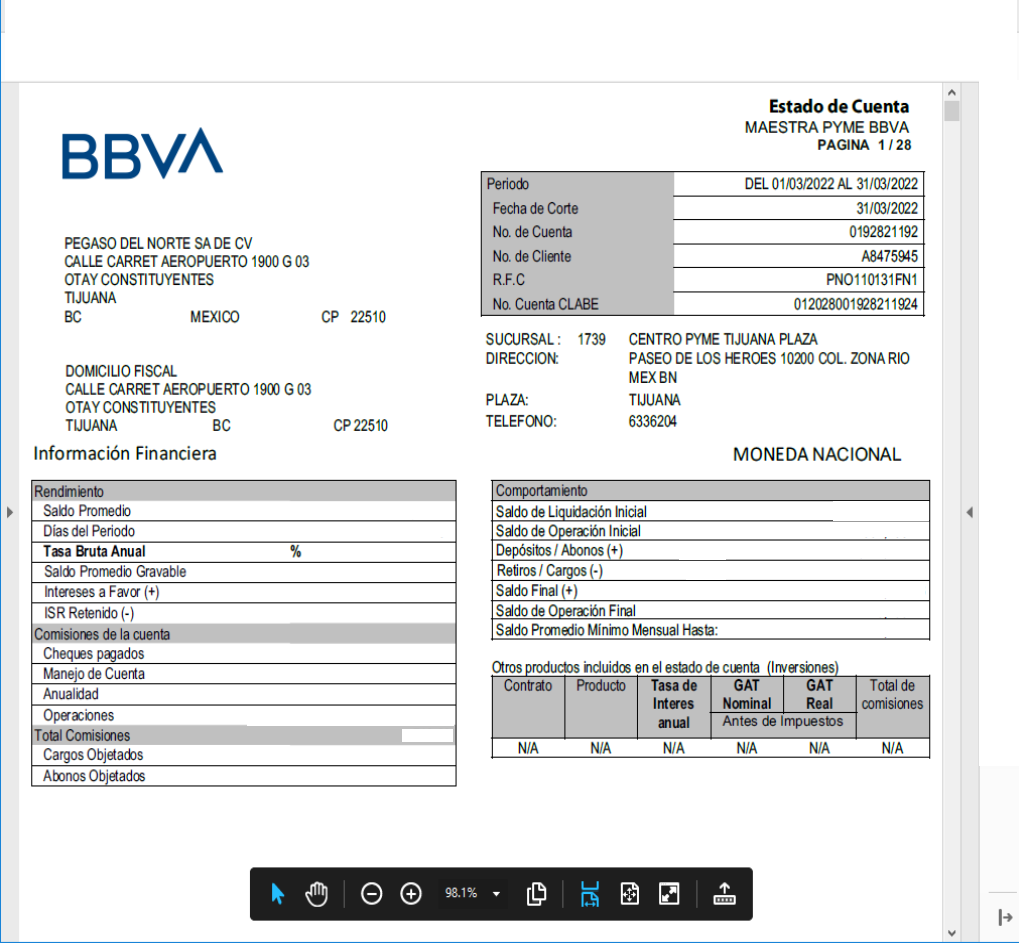 Estado de Cuenta
MAESTRA PYME BBVA
PAGINA 1 / 28
BBVA
Periodo DEL 01/03/2022 AL 31/03/2022
Fecha de Corte 31/03/2022
No. de Cuenta 0192821192
No. de Cliente A8475945
R.F.C PNO110131FN1
No. Cuenta CLABE 012028001928211924
PEGASO DEL NORTE SA DE CV
CALLE CARRET AEROPUERTO 1900 G 03
OTAY CONSTITUYENTES
TIJUANA
BC MEXICO CP 22510
SUCURSAL : 1739 CENTRO PYME TIJUANA PLAZA
DIRECCION: PASEO DE LOS HEROES 10200 COL. ZONA RIO
MEX BN
PLAZA: TIJUANA
TELEFONO: 6336204
DOMICILIO FISCAL
CALLE CARRET AEROPUERTO 1900 G 03
OTAY CONSTITUYENTES
TIJUANA BC CP 22510
Información Financiera
MONEDA NACIONAL
Rendimiento
Saldo Promedio
Días del Periodo
Tasa Bruta Anual %
Saldo Promedio Gravable
Intereses a Favor (+)
ISR Retenido (-)
Comisiones de la cuenta
Cheques pagados
Manejo de Cuenta
Anualidad
Operaciones
Total Comisiones
Cargos Objetados
Abonos Objetados
Comportamiento
Saldo de Liquidación Inicial
Saldo de Operación Inicial
Depósitos / Abonos (+)
Retiros / Cargos (-)
Saldo Final (+)
Saldo de Operación Final
Saldo Promedio Mínimo Mensual Hasta:
Otros productos incluidos en el estado de cuenta (Inversiones)
Contrato Producto Tasa de GAT GAT Total de
Interes Nominal Real comisiones
anual Antes de Impuestos
N/A N/A N/A N/A N/A N/A
98.1%